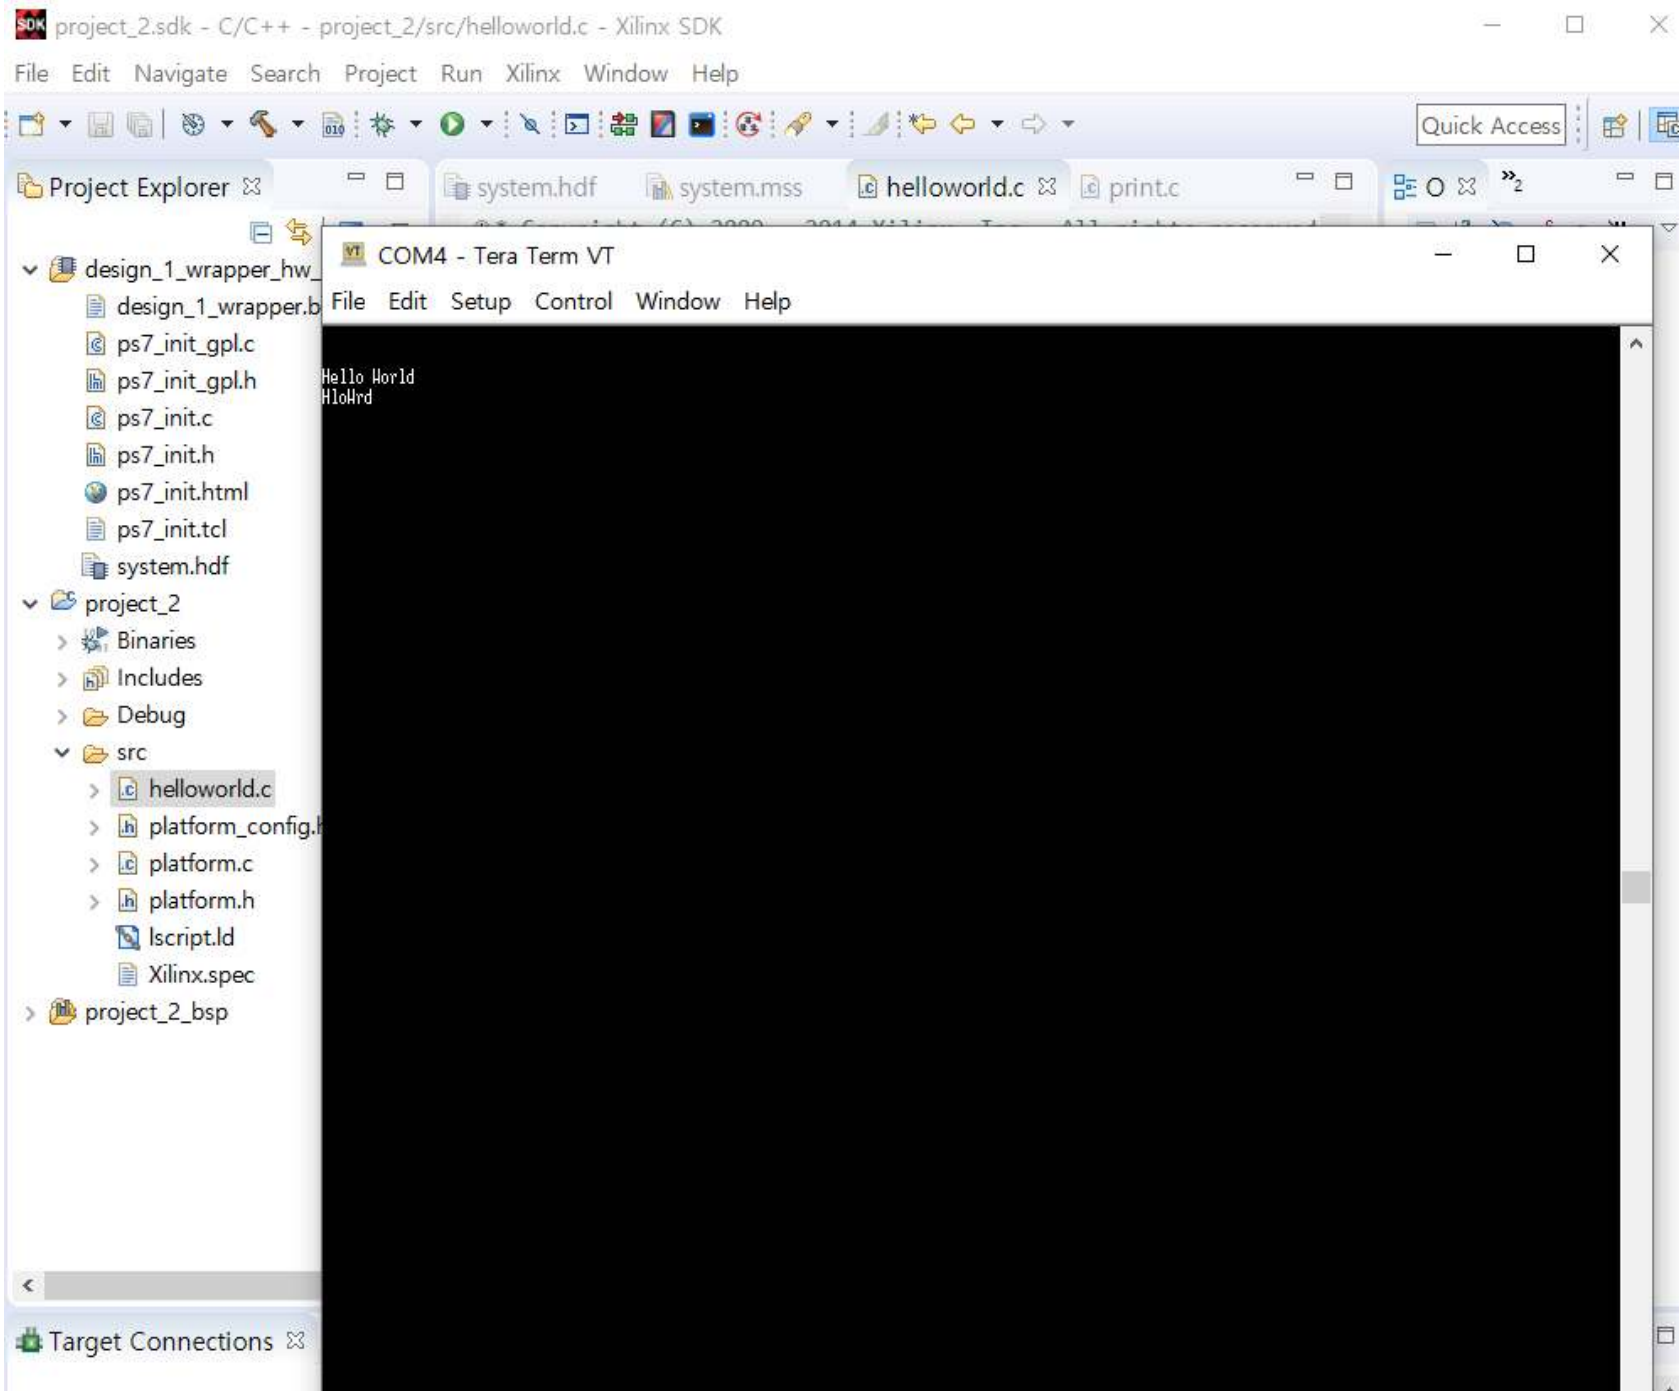 project_2.sdk - C/C++ - project_2/src/helloworld.c - Xilinx SDK
File Edit Navigate Search Project Run Xilinx Window Help
Quick Access
Project Explorer
system.hdf system.mss helloworld.c print.c O »2
COM4 - Tera Term VT
File Edit Setup Control Window Help
Hello World
HloWrd
design_1_wrapper_hw_
design_1_wrapper.b
ps7_init_gpl.c
ps7_init_gpl.h
ps7_init.c
ps7_init.h
ps7_init.html
ps7_init.tcl
system.hdf
project_2
Binaries
Includes
Debug
src
helloworld.c
platform_config.h
platform.c
platform.h
lscript.ld
Xilinx.spec
project_2_bsp
Target Connections